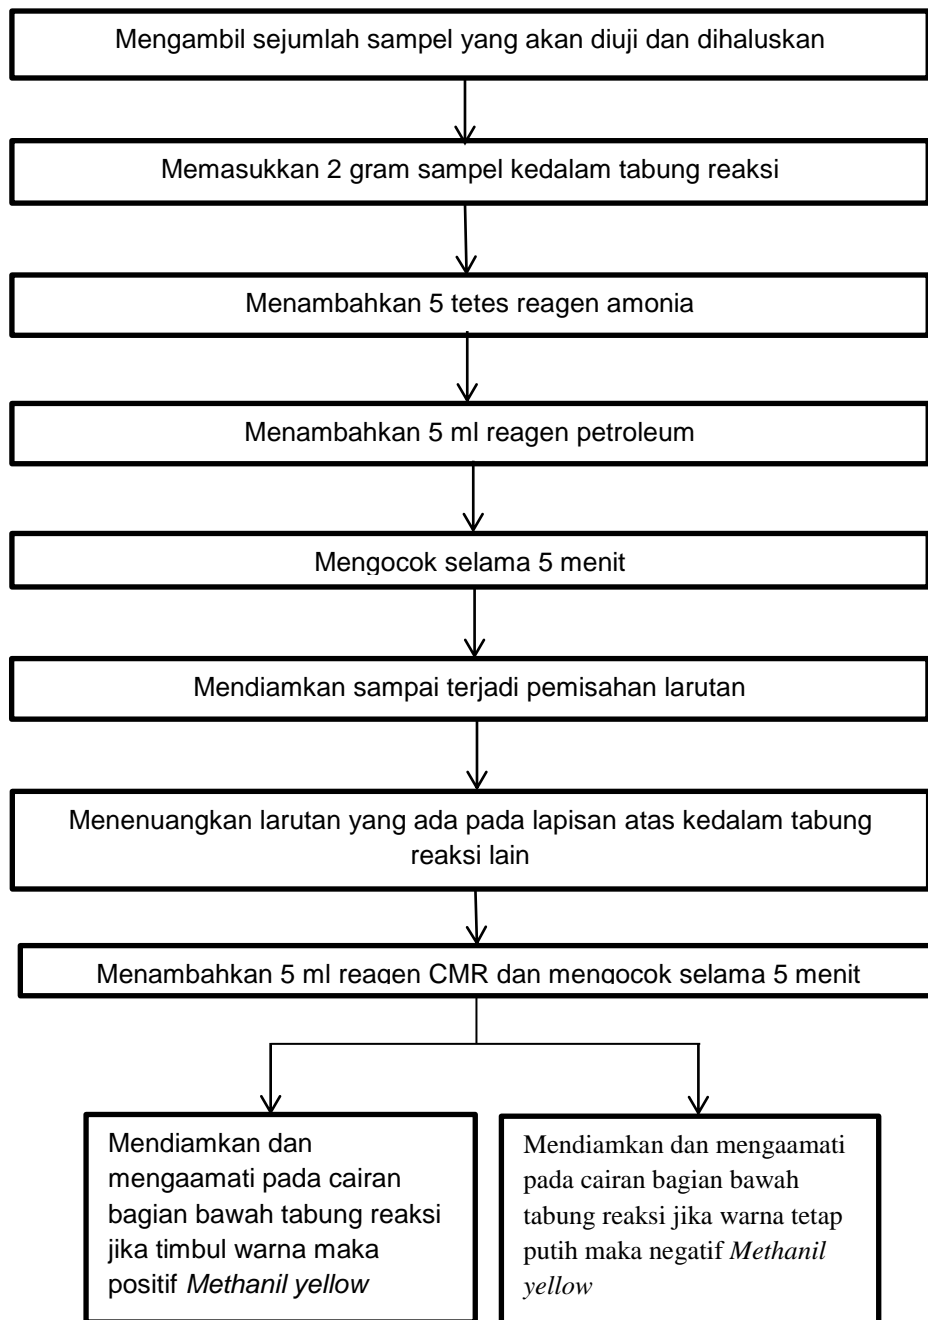 Mengambil sejumlah sampel yang akan diuji dan dihaluskan
Memasukkan 2 gram sampel kedalam tabung reaksi
Menambahkan 5 tetes reagen amonia
Menambahkan 5 ml reagen petroleum
Mengocok selama 5 menit
Mendiamkan sampai terjadi pemisahan larutan
Menenuangkan larutan yang ada pada lapisan atas kedalam tabung
reaksi lain
Menambahkan 5 ml reagen CMR dan mengocok selama 5 menit
Mendiamkan dan
mengaamati pada cairan
bagian bawah tabung reaksi
jika timbul warna maka
positif Methanil yellow
Mendiamkan dan mengaamati
pada cairan bagian bawah
tabung reaksi jika warna tetap
putih maka negatif Methanil
yellow